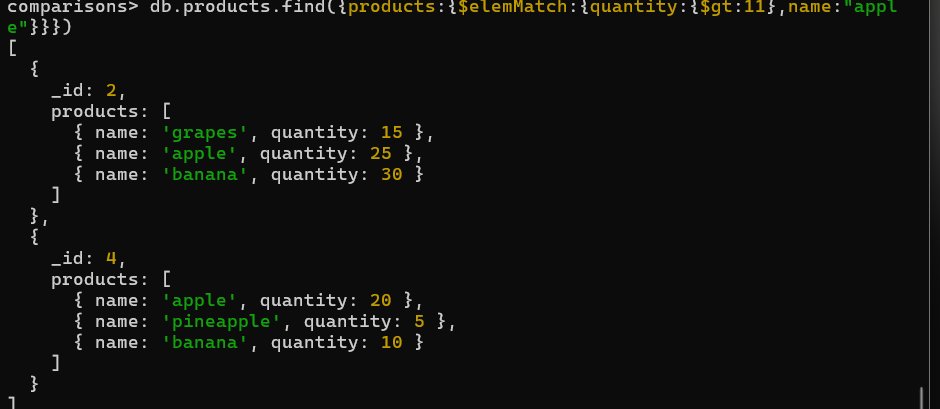 comparisons> db.products.find({products:{$elemMatch:{quantity:{$gt:11},name:"appl
e"}}})
[
  {
    _id: 2,
    products: [
      { name: 'grapes', quantity: 15 },
      { name: 'apple', quantity: 25 },
      { name: 'banana', quantity: 30 }
    ]
  },
  {
    _id: 4,
    products: [
      { name: 'apple', quantity: 20 },
      { name: 'pineapple', quantity: 5 },
      { name: 'banana', quantity: 10 }
    ]
  }
]